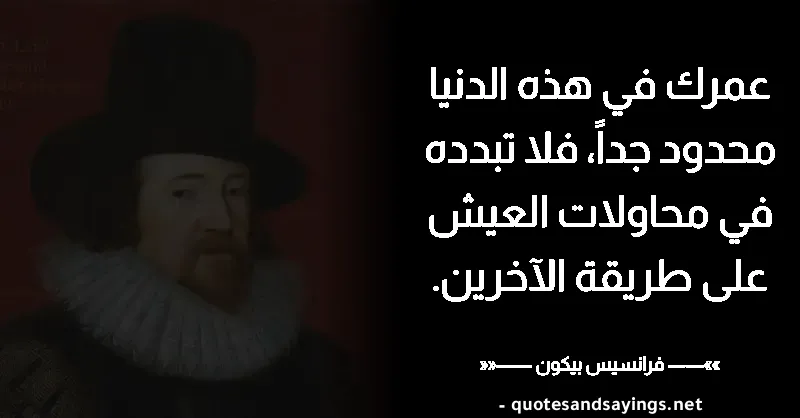 عمرك في هذه الدنيا
محدود جداً، فلا تبدده
في محاولات العيش
على طريقة الآخرين.
»»—— فرانسيس بيكون ——««
- quotesandsayings.net